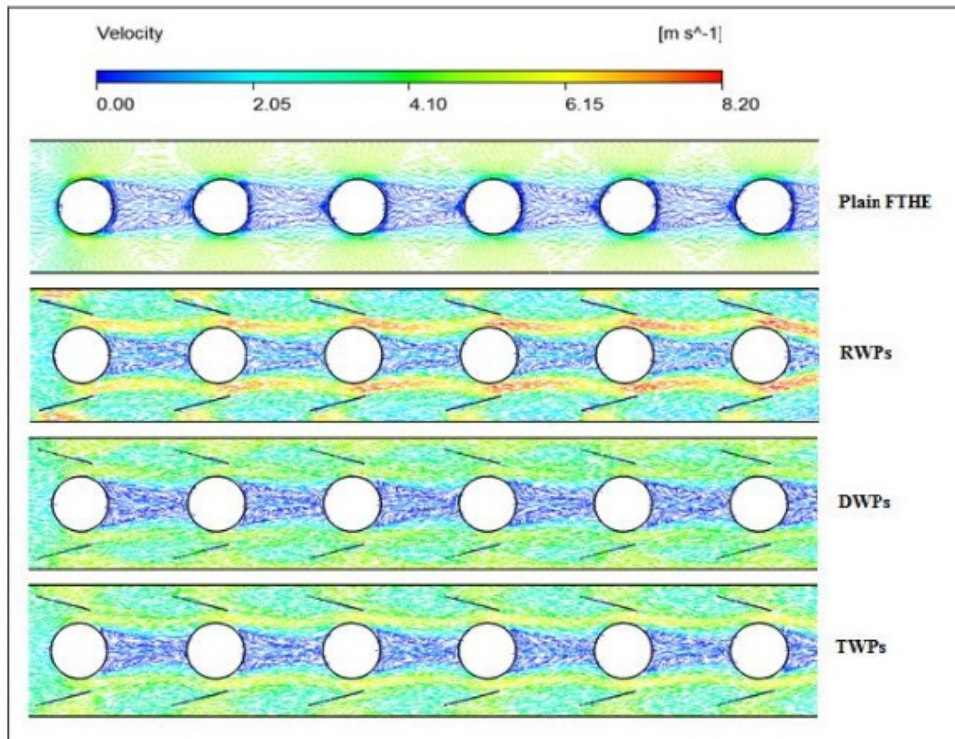 Velocity [m s^-1]
0.00 2.05 4.10 6.15 8.20
Plain FTHE
RWPs
DWPs
TWPs